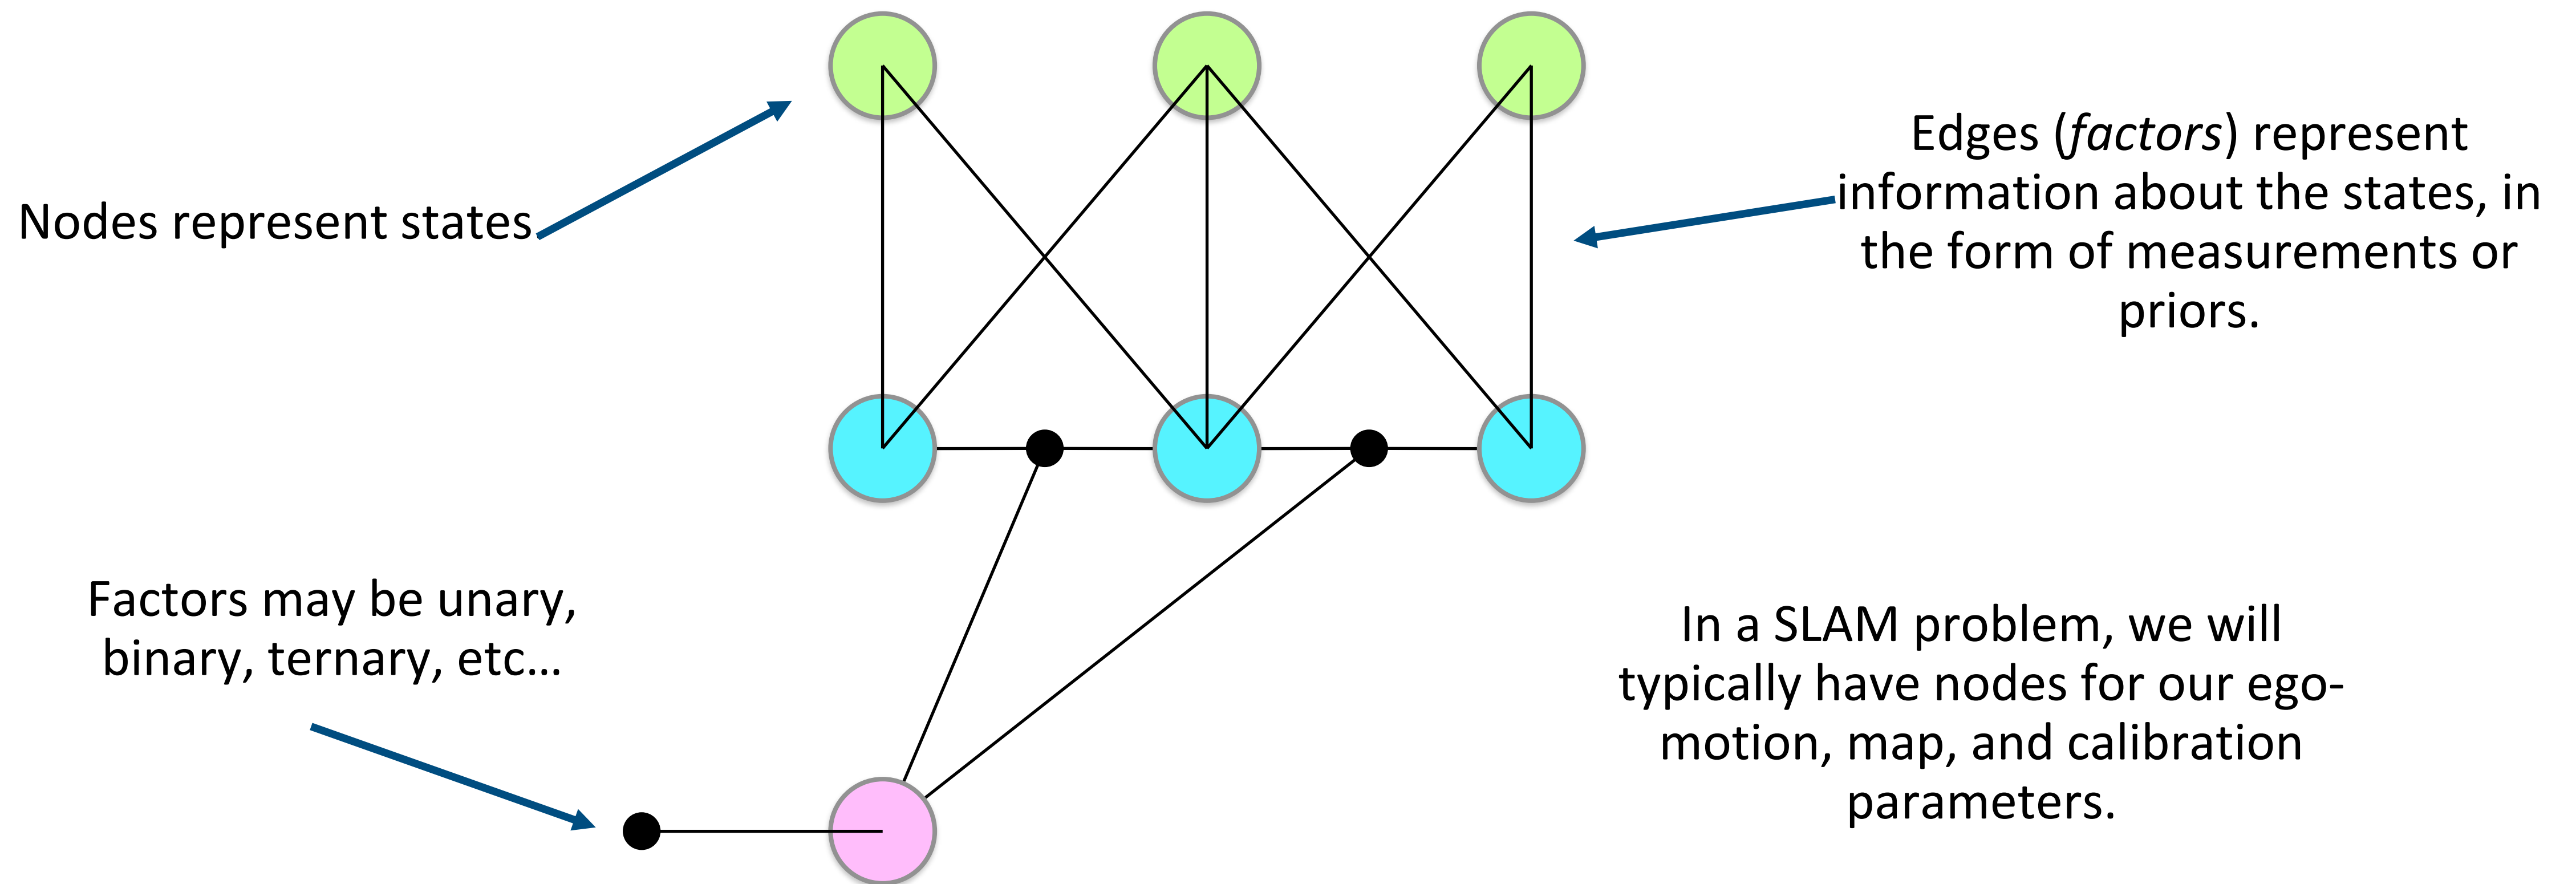 Nodes represent states
Edges (factors) represent
information about the states, in
the form of measurements or
priors.
Factors may be unary,
binary, ternary, etc…
In a SLAM problem, we will
typically have nodes for our ego-
motion, map, and calibration
parameters.